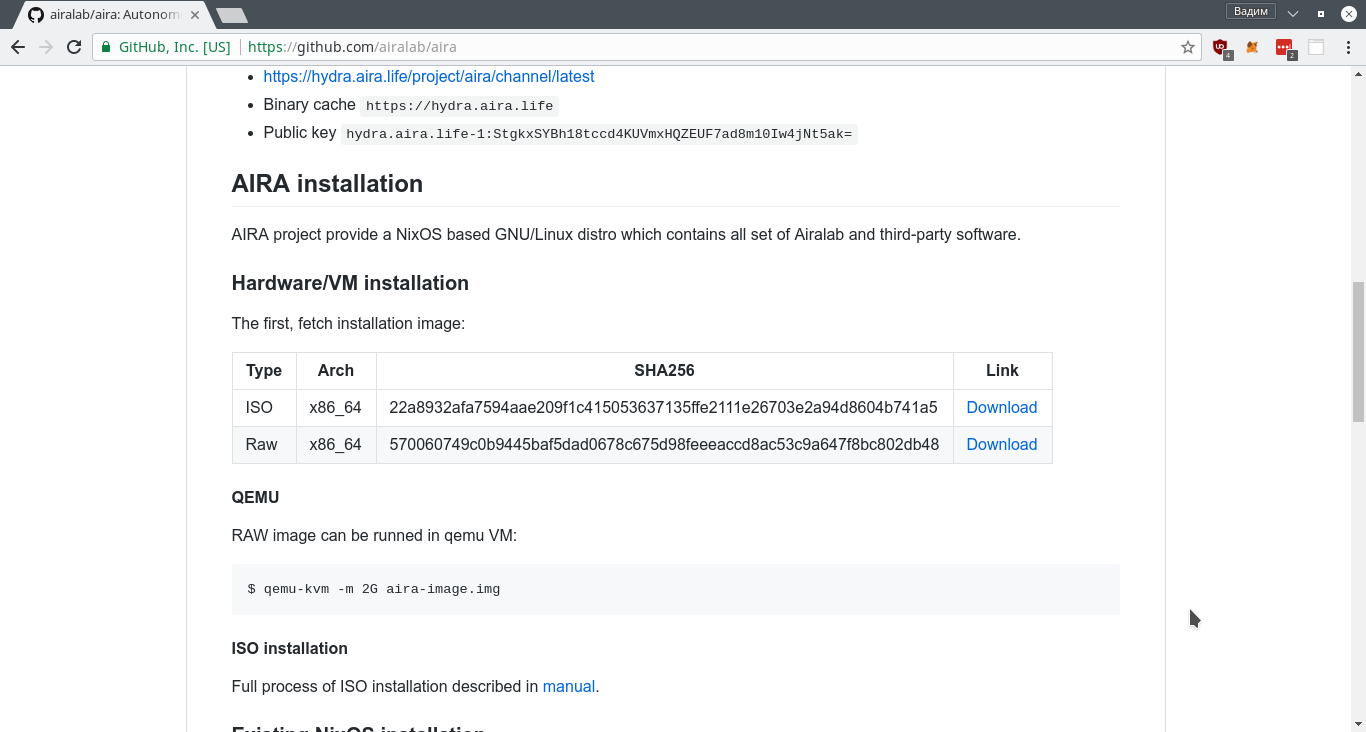 airalab/aira: Autonom
Вадим
GitHub, Inc. [US] https://github.com/airalab/aira
4
2
https://hydra.aira.life/project/aira/channel/latest
Binary cache https://hydra.aira.life
Public key hydra.aira.life-1:StgkxSYBh18tccd4KUVmxHQZEUF7ad8m10Iw4jNt5ak=
AIRA installation
AIRA project provide a NixOS based GNU/Linux distro which contains all set of Airalab and third-party software.
Hardware/VM installation
The first, fetch installation image:
Type Arch SHA256 Link
ISO x86_64 22a8932afa7594aae209f1c415053637135ffe2111e26703e2a94d8604b741a5 Download
Raw x86_64 570060749c0b9445baf5dad0678c675d98feeeaccd8ac53c9a647f8bc802db48 Download
QEMU
RAW image can be runned in qemu VM:
$ qemu-kvm -m 2G aira-image.img
ISO installation
Full process of ISO installation described in manual.
Existing NixOS installation